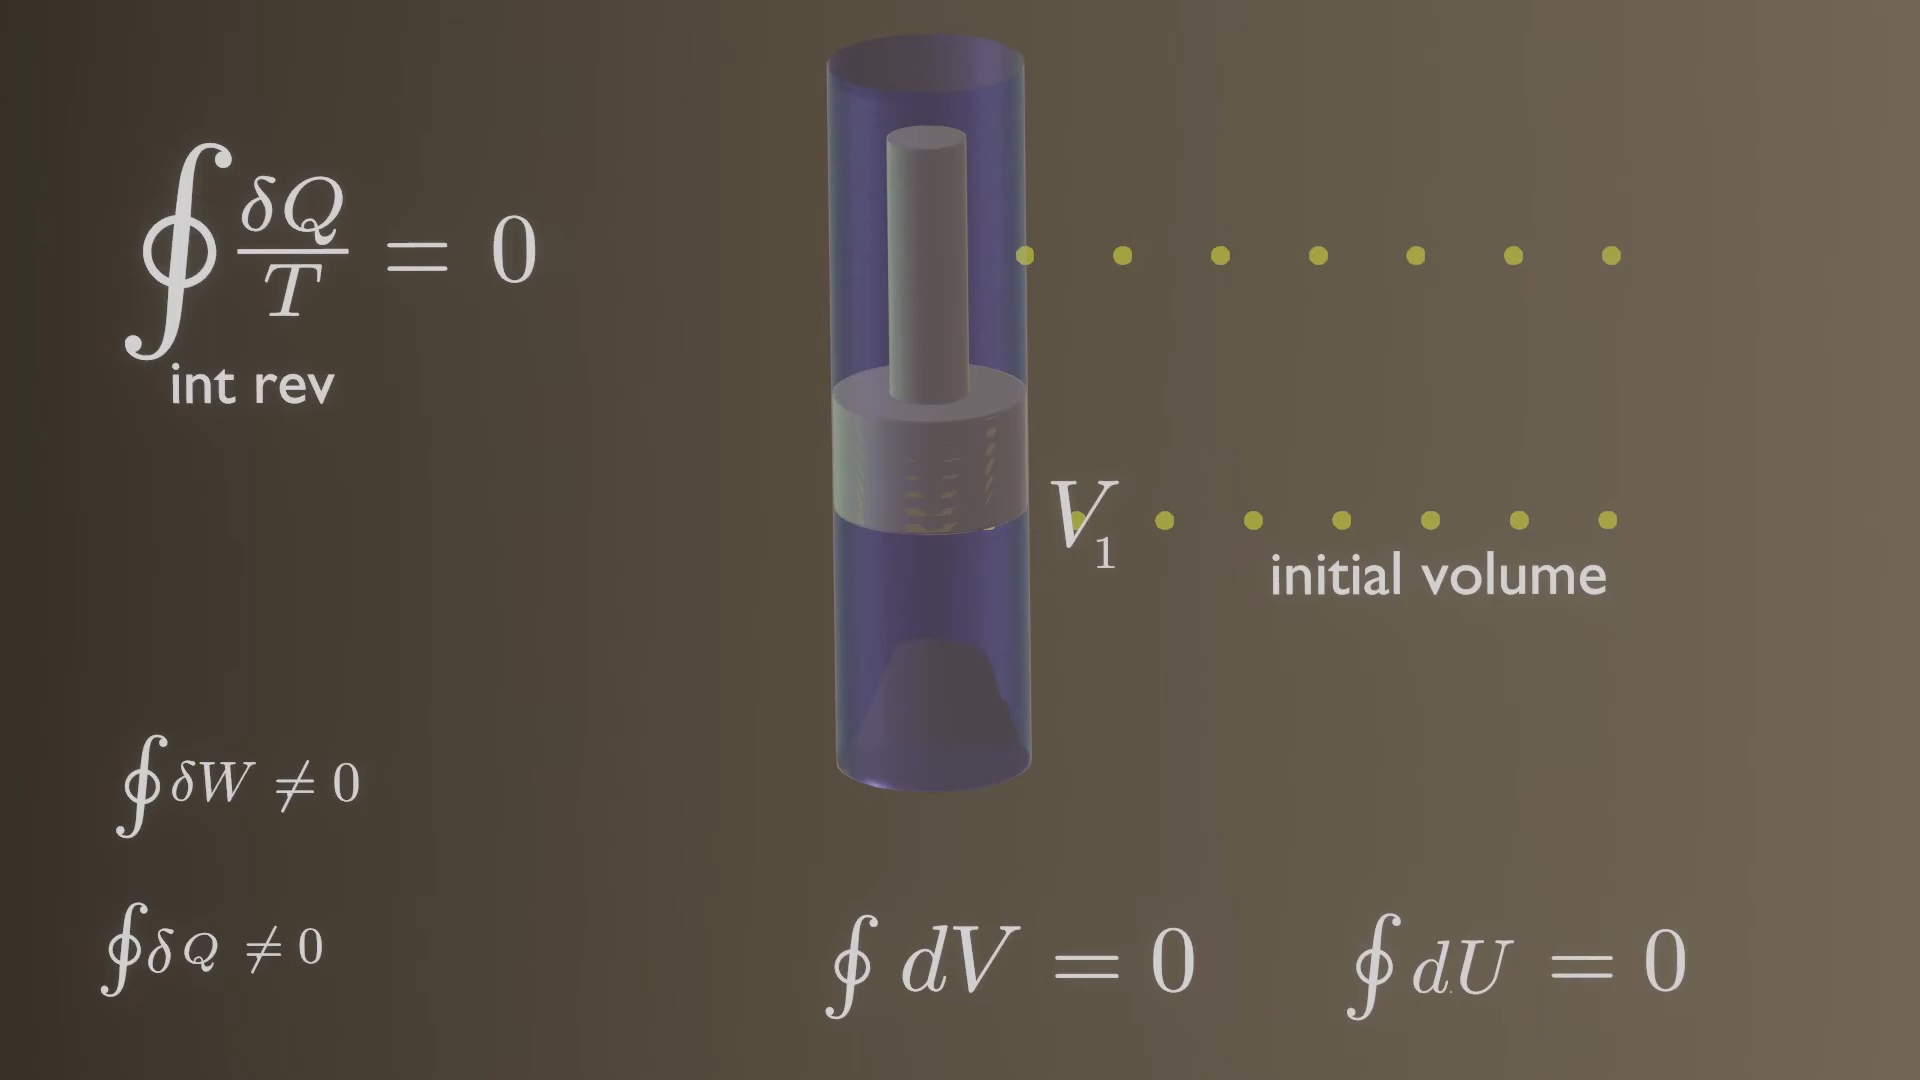 ∮ δQ/T = 0
int rev
V₁
initial volume
∮ δW ≠ 0
∮ δQ ≠ 0
∮ dV = 0
∮ dU = 0